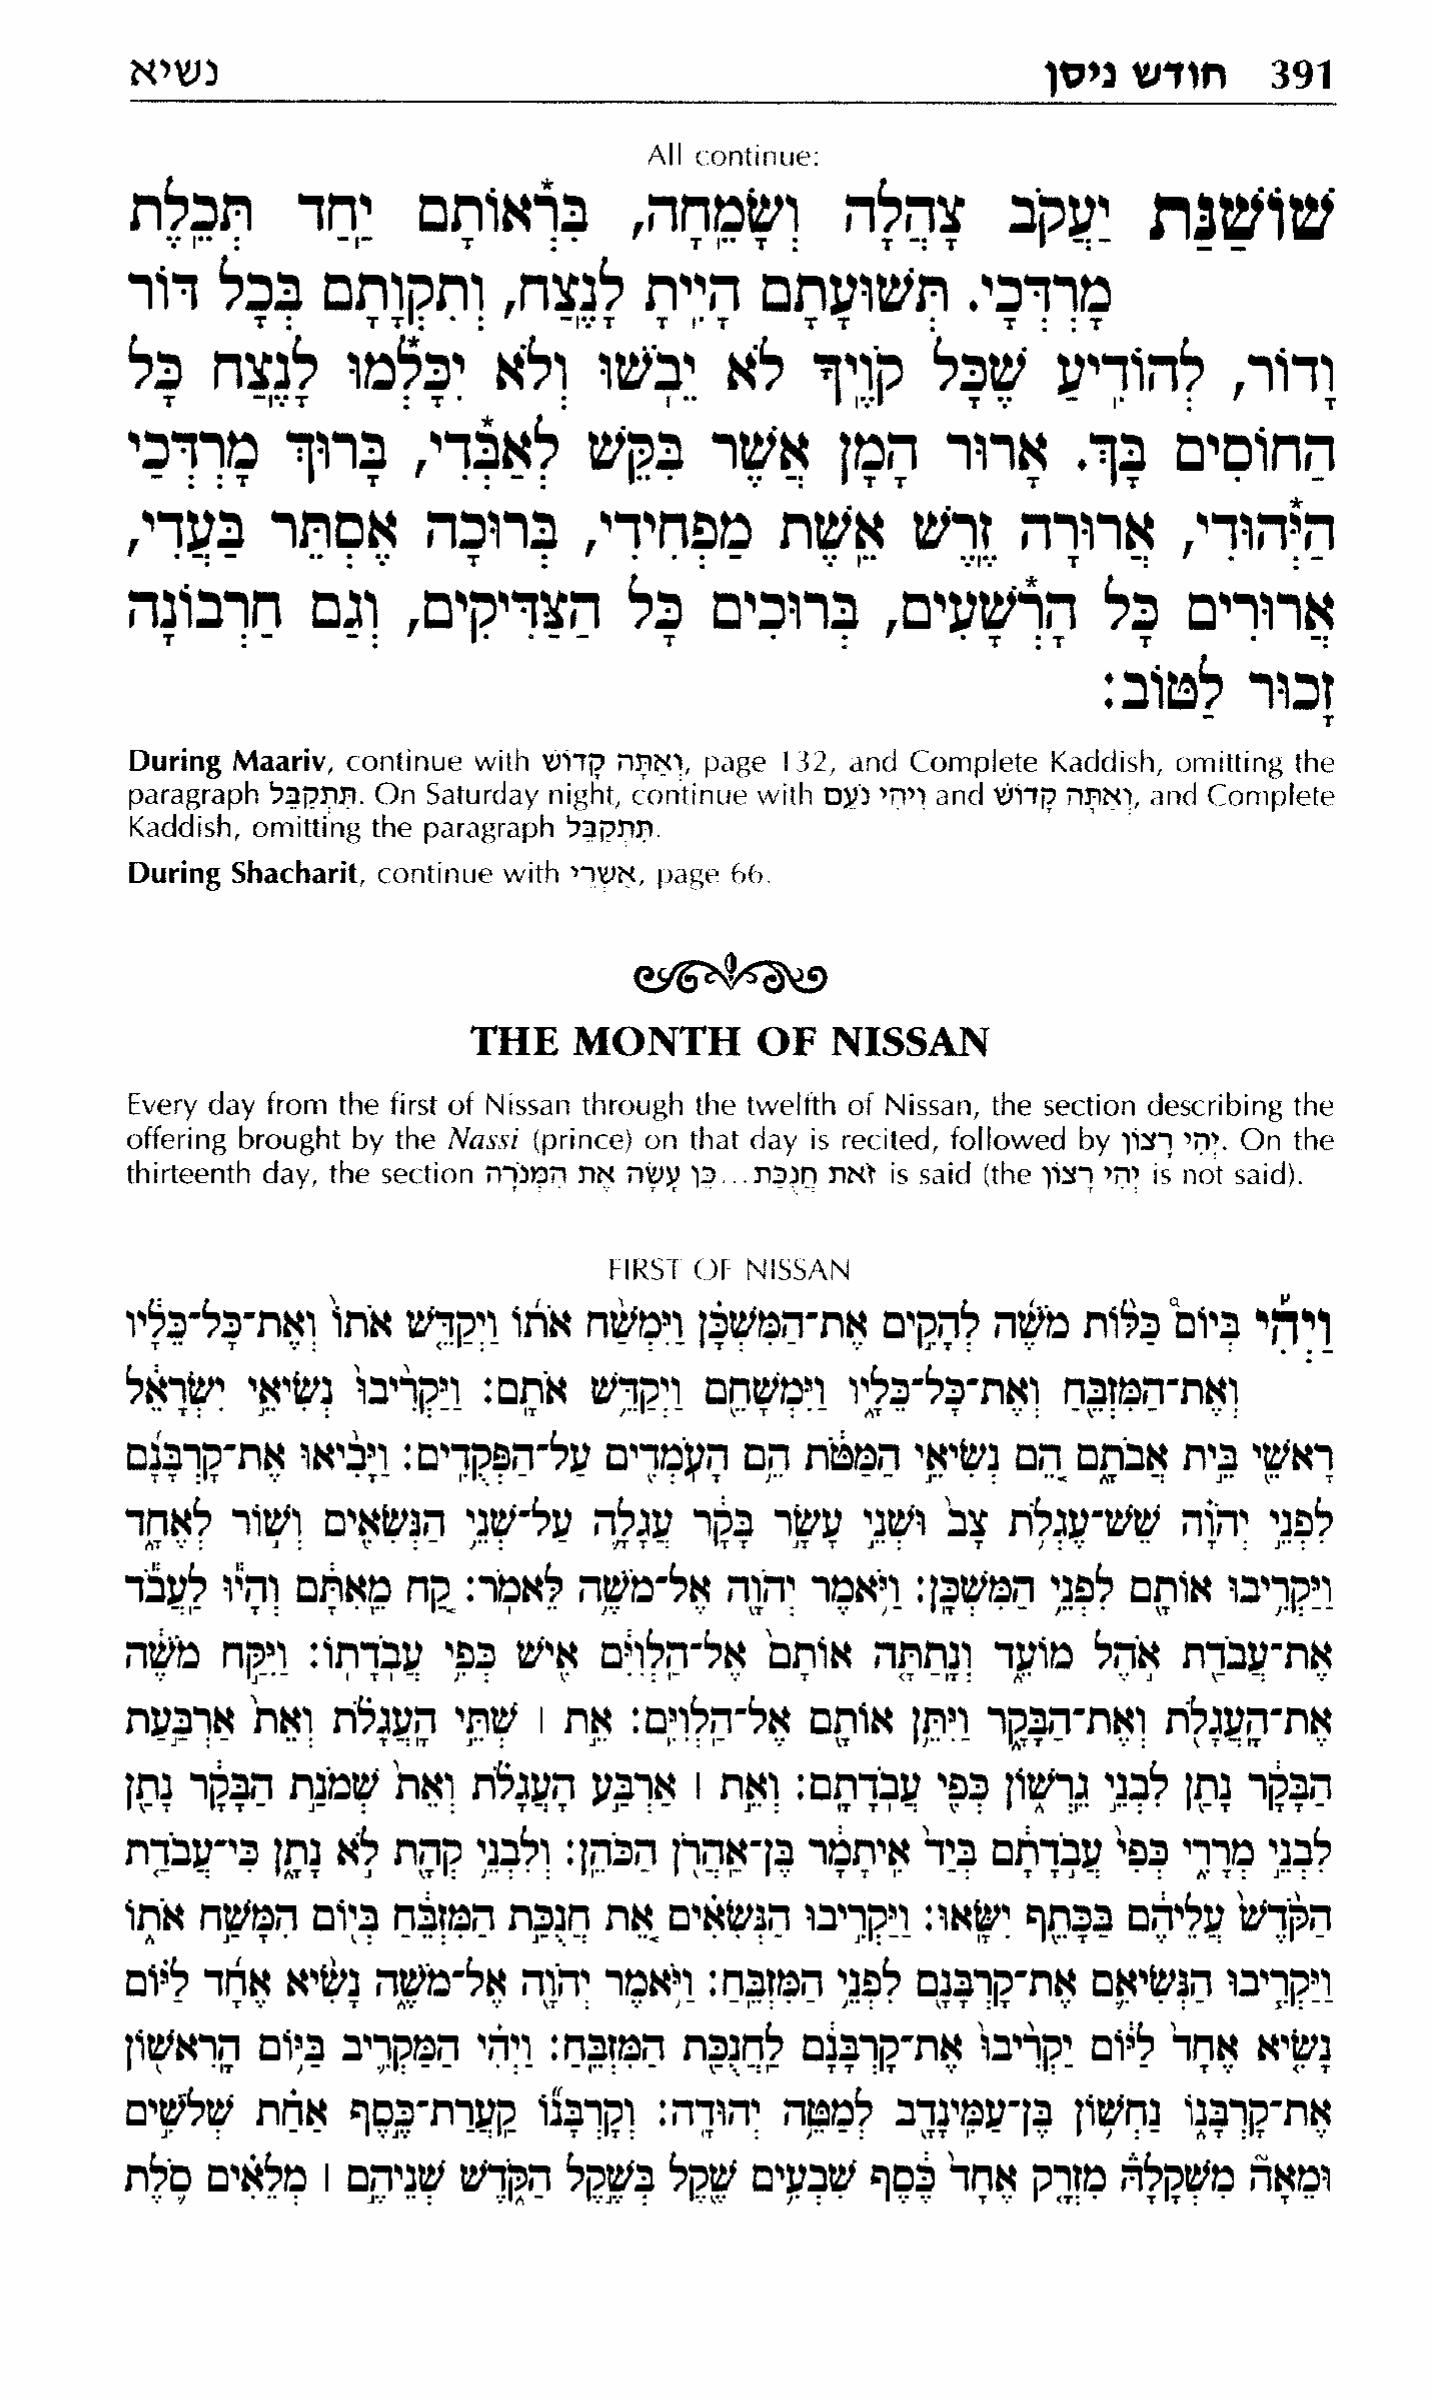 391 חודש ניסן נשיא
All continue:
שׁוֹשַׁנַּת יַעֲקֹב צָהֲלָה וְשָׂמֵחָה, בִּרְ*אוֹתָם יַחַד תְּכֵלֶת
מָרְדְּכָי. תְּשׁוּעָתָם הָיִיתָ לָנֶצַח, וְתִקְוָתָם בְּכָל דּוֹר
וָדוֹר, לְהוֹדִיעַ שֶׁכָּל קוֹוֶיךָ לֹא יֵבֽשׁוּ וְלֹא יִכָּלְ*מוּ לָנֶצַח כָּל
הַחוֹסִים בָּךְ. אָרוּר הָמָן אֲשֶׁר בִּקֵּשׁ לְאַבְּ*דִי, בָּרוּךְ מָרְדְּכַי
הַיְּ*הוּדִי, אֲרוּרָה זֶרֶשׁ אֵשֶׁת מַפְחִידִי, בְּרוּכָה אֶסְתֵּר בַּעֲדִי,
אֲרוּרִים כָּל הָרְ*שָׁעִים, בְּרוּכִים כָּל הַצַּדִּיקִים, וְגַם חַרְבוֹנָה
זָכוּר לַטּוֹב:
During Maariv, continue with וְאַתָּה קָדוֹשׁ, page 132, and Complete Kaddish, omitting the
paragraph תִּתְקַבֵּל. On Saturday night, continue with וִיהִי נֹעַם and וְאַתָּה קָדוֹשׁ, and Complete
Kaddish, omitting the paragraph תִּתְקַבֵּל.
During Shacharit, continue with אַשְׁרֵי, page 66.
THE MONTH OF NISSAN
Every day from the first of Nissan through the twelfth of Nissan, the section describing the
offering brought by the Nassi (prince) on that day is recited, followed by יְהִי רָצוֹן. On the
thirteenth day, the section זֹאת חֲנֻכַּת...כֵּן עָשָׂה אֶת הַמְּנֹרָה is said (the יְהִי רָצוֹן is not said).
FIRST OF NISSAN
וַיְהִי בְּיוֹם כַּלּוֹת מֹשֶׁה לְהָקִים אֶת־הַמִּשְׁכָּן וַיִּמְשַׁח אֹתוֹ וַיְקַדֵּשׁ אֹתוֹ וְאֶת־כָּל־כֵּלָיו
וְאֶת־הַמִּזְבֵּחַ וְאֶת־כָּל־כֵּלָיו וַיִּמְשָׁחֵם וַיְקַדֵּשׁ אֹתָם: וַיַּקְרִיבוּ נְשִׂיאֵי יִשְׂרָאֵל
רָאשֵׁי בֵּית אֲבֹתָם הֵם נְשִׂיאֵי הַמַּטֹּת הֵם הָעֹמְדִים עַל־הַפְּקֻדִים: וַיָּבִיאוּ אֶת־קָרְבָּנָם
לִפְנֵי יְהֹוָה שֵׁשׁ־עֶגְלֹת צָב וּשְׁנֵי עָשָׂר בָּקָר עֲגָלָה עַל־שְׁנֵי הַנְּשִׂאִים וְשׁוֹר לְאֶחָד
וַיַּקְרִיבוּ אוֹתָם לִפְנֵי הַמִּשְׁכָּן: וַיֹּאמֶר יְהֹוָה אֶל־מֹשֶׁה לֵּאמֹר: קַח מֵאִתָּם וְהָיוּ לַעֲבֹד
אֶת־עֲבֹדַת אֹהֶל מוֹעֵד וְנָתַתָּה אוֹתָם אֶל־הַלְוִיִּם אִישׁ כְּפִי עֲבֹדָתוֹ: וַיִּקַּח מֹשֶׁה
אֶת־הָעֲגָלֹת וְאֶת־הַבָּקָר וַיִּתֵּן אוֹתָם אֶל־הַלְוִיִּם: אֵת ׀ שְׁתֵּי הָעֲגָלֹת וְאֵת אַרְבַּעַת
הַבָּקָר נָתַן לִבְנֵי גֵרְשׁוֹן כְּפִי עֲבֹדָתָם: וְאֵת ׀ אַרְבַּע הָעֲגָלֹת וְאֵת שְׁמֹנַת הַבָּקָר נָתַן
לִבְנֵי מְרָרִי כְּפִי עֲבֹדָתָם בְּיַד אִיתָמָר בֶּן־אַהֲרֹן הַכֹּהֵן: וְלִבְנֵי קְהָת לֹא נָתָן כִּי־עֲבֹדַת
הַקֹּדֶשׁ עֲלֵיהֶם בַּכָּתֵף יִשָּׂאוּ: וַיַּקְרִיבוּ הַנְּשִׂאִים אֵת חֲנֻכַּת הַמִּזְבֵּחַ בְּיוֹם הִמָּשַׁח אֹתוֹ
וַיַּקְרִיבוּ הַנְּשִׂיאִם אֶת־קָרְבָּנָם לִפְנֵי הַמִּזְבֵּחַ: וַיֹּאמֶר יְהֹוָה אֶל־מֹשֶׁה נָשִׂיא אֶחָד לַיּוֹם
נָשִׂיא אֶחָד לַיּוֹם יַקְרִיבוּ אֶת־קָרְבָּנָם לַחֲנֻכַּת הַמִּזְבֵּחַ: וַיְהִי הַמַּקְרִיב בַּיּוֹם הָרִאשׁוֹן
אֶת־קָרְבָּנוֹ נַחְשׁוֹן בֶּן־עַמִּינָדָב לְמַטֵּה יְהוּדָה: וְקָרְבָּנוֹ קַעֲרַת־כֶּסֶף אַחַת שְׁלֹשִׁים
וּמֵאָה מִשְׁקָלָהּ מִזְרָק אֶחָד כֶּסֶף שִׁבְעִים שֶׁקֶל בְּשֶׁקֶל הַקֹּדֶשׁ שְׁנֵיהֶם ׀ מְלֵאִים סֹלֶת